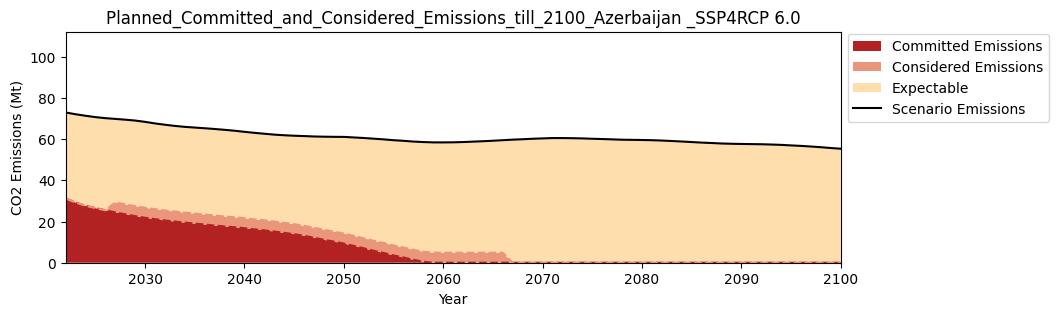 Planned_Committed_and_Considered_Emissions_till_2100_Azerbaijan _SSP4RCP 6.0
Committed Emissions
Considered Emissions
Expectable
Scenario Emissions
CO2 Emissions (Mt)
100
80
60
40
20
0
2030 2040 2050 2060 2070 2080 2090 2100
Year